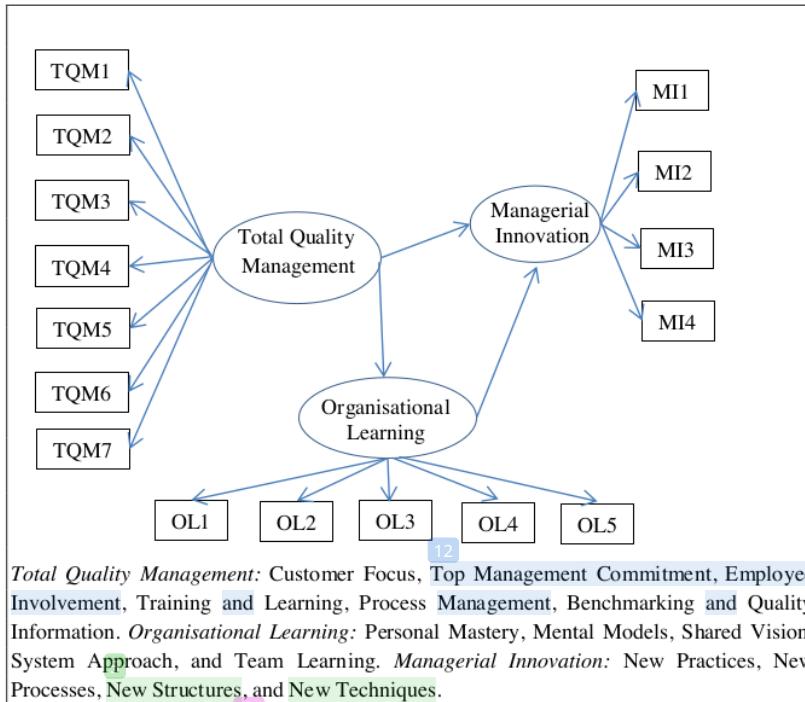 TQM1
TQM2
TQM3
TQM4
TQM5
TQM6
TQM7
Total Quality
Management
Managerial
Innovation
MI1
MI2
MI3
MI4
Organisational
Learning
OL1
OL2
OL3
OL4
OL5
12
Total Quality Management: Customer Focus, Top Management Commitment, Employe
Involvement, Training and Learning, Process Management, Benchmarking and Quality
Information. Organisational Learning: Personal Mastery, Mental Models, Shared Vision
System Approach, and Team Learning. Managerial Innovation: New Practices, New
Processes, New Structures, and New Techniques.